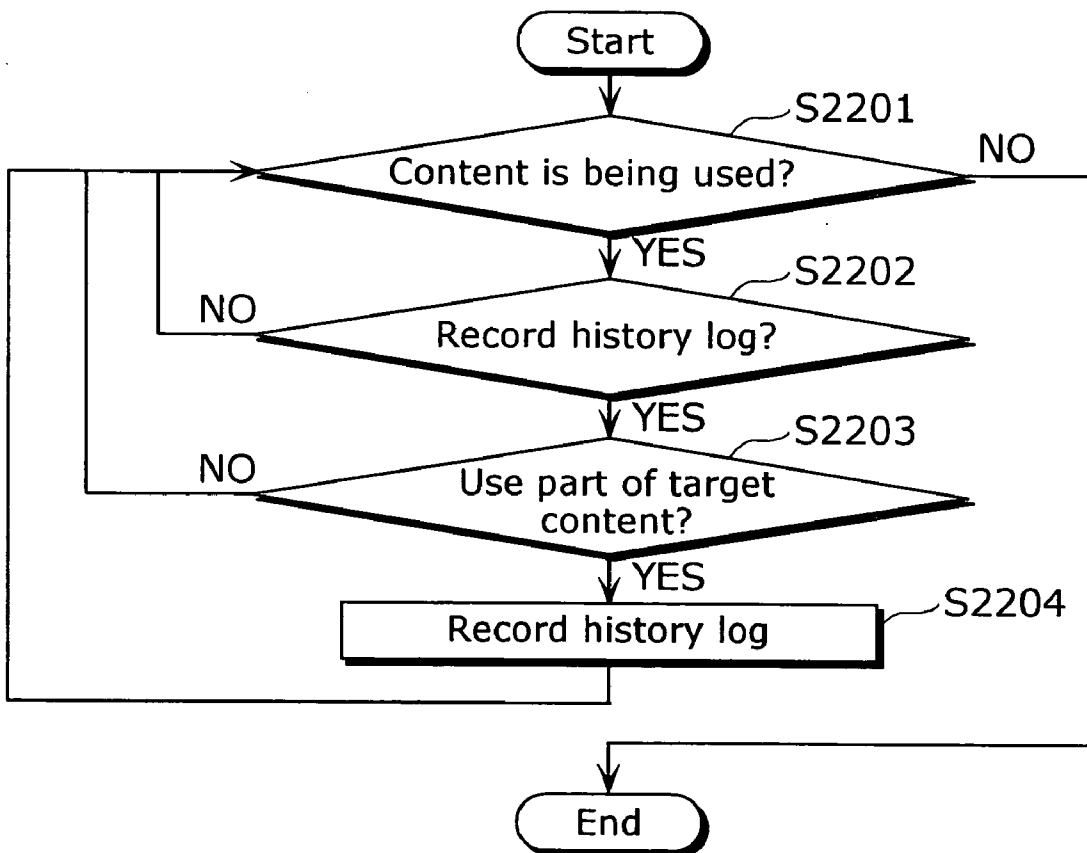 Start
S2201
Content is being used?
NO
YES
S2202
NO
Record history log?
YES
S2203
NO
Use part of target
content?
YES
S2204
Record history log
End